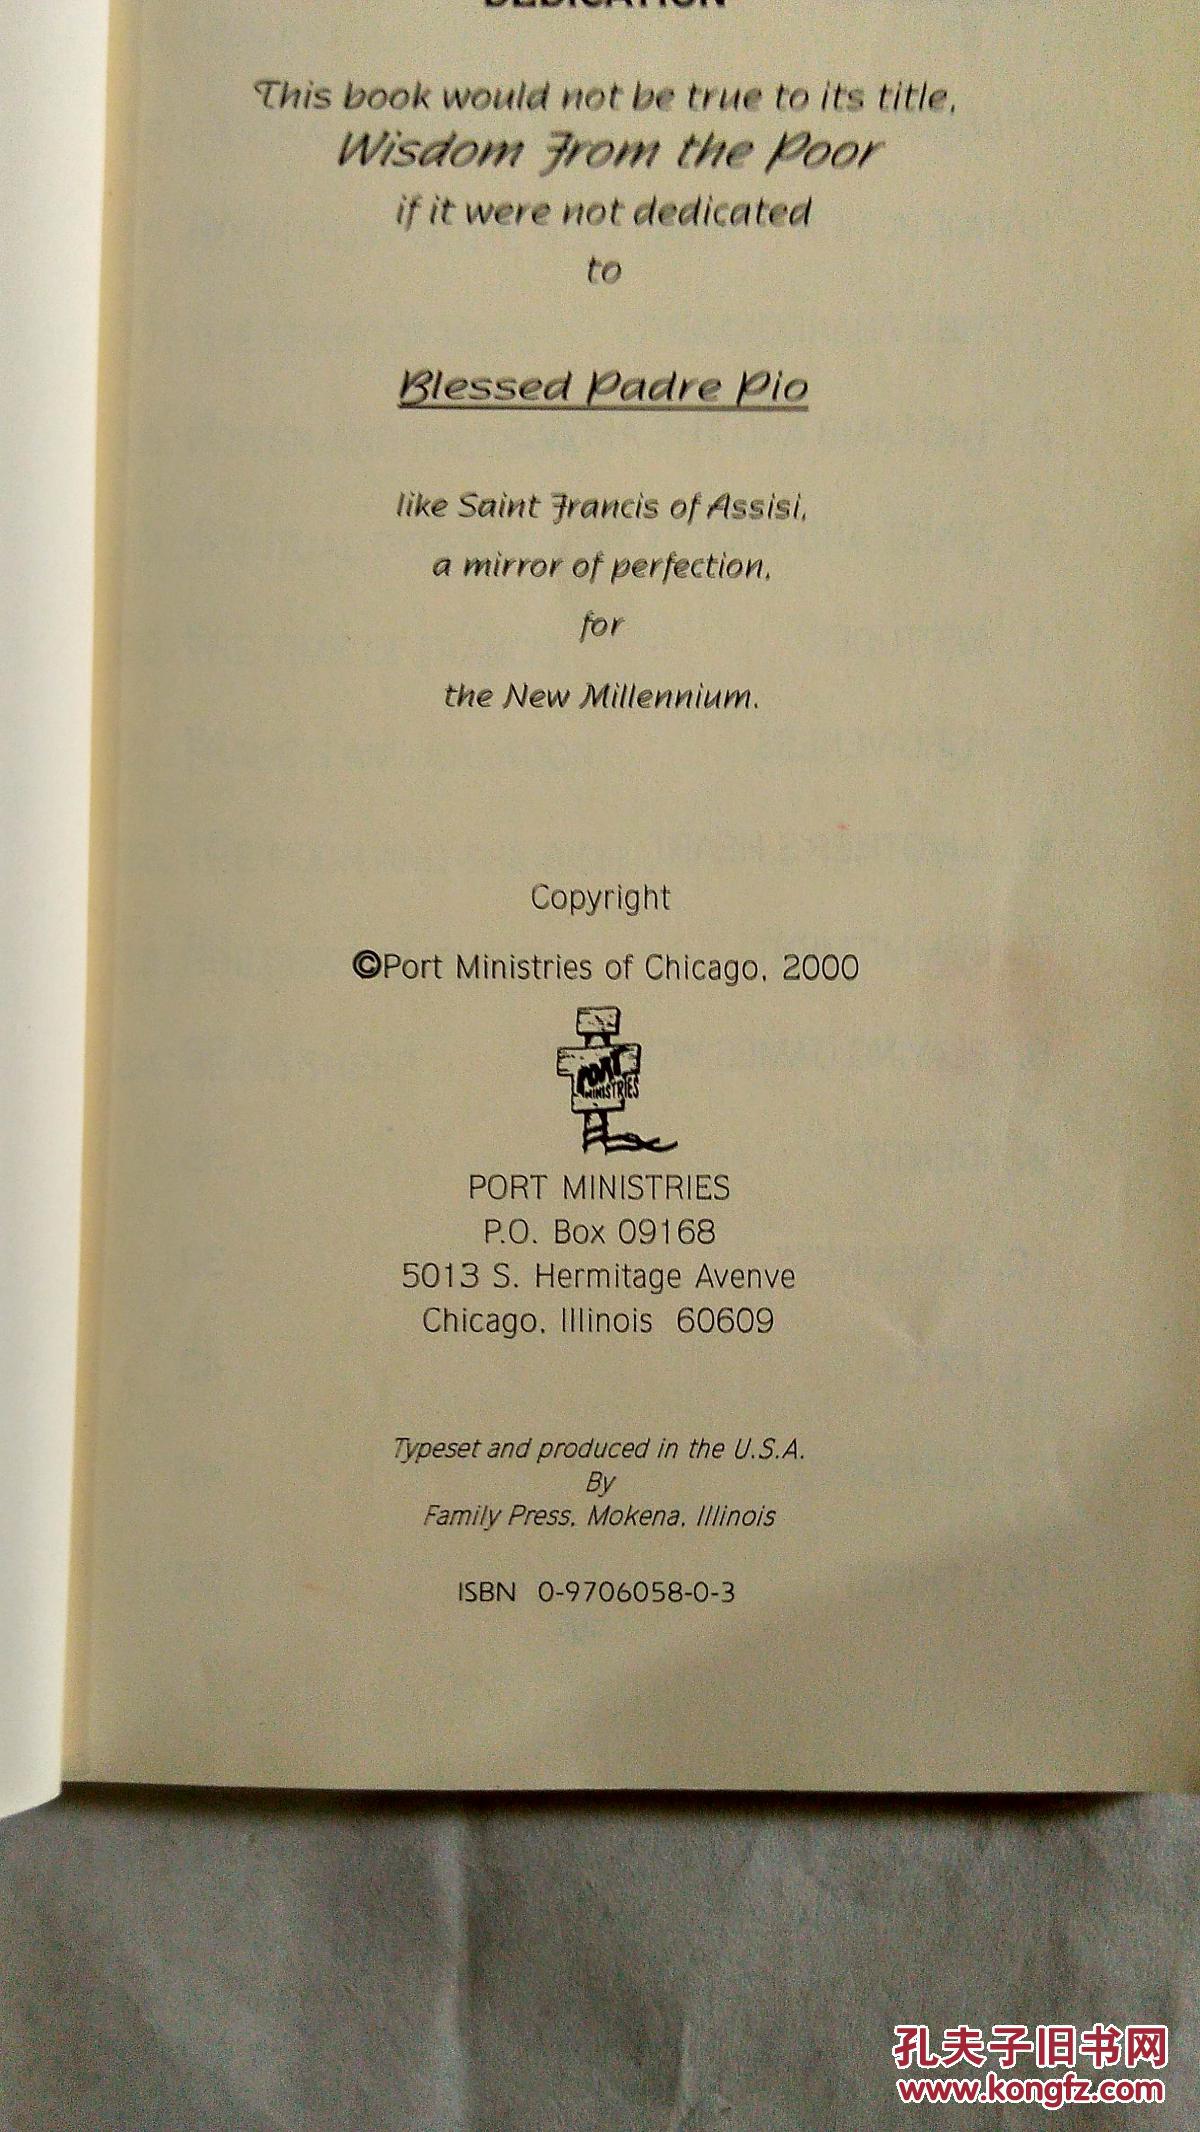 DEDICATION
This book would not be true to its title,
Wisdom From the Poor
if it were not dedicated
to
Blessed Padre Pio
like Saint Francis of Assisi,
a mirror of perfection,
for
the New Millennium.
Copyright
©Port Ministries of Chicago, 2000
PORT
MINISTRIES
PORT MINISTRIES
P.O. Box 09168
5013 S. Hermitage Avenve
Chicago, Illinois 60609
Typeset and produced in the U.S.A.
By
Family Press, Mokena, Illinois
ISBN 0-9706058-0-3
孔夫子旧书网
www.kongfz.com